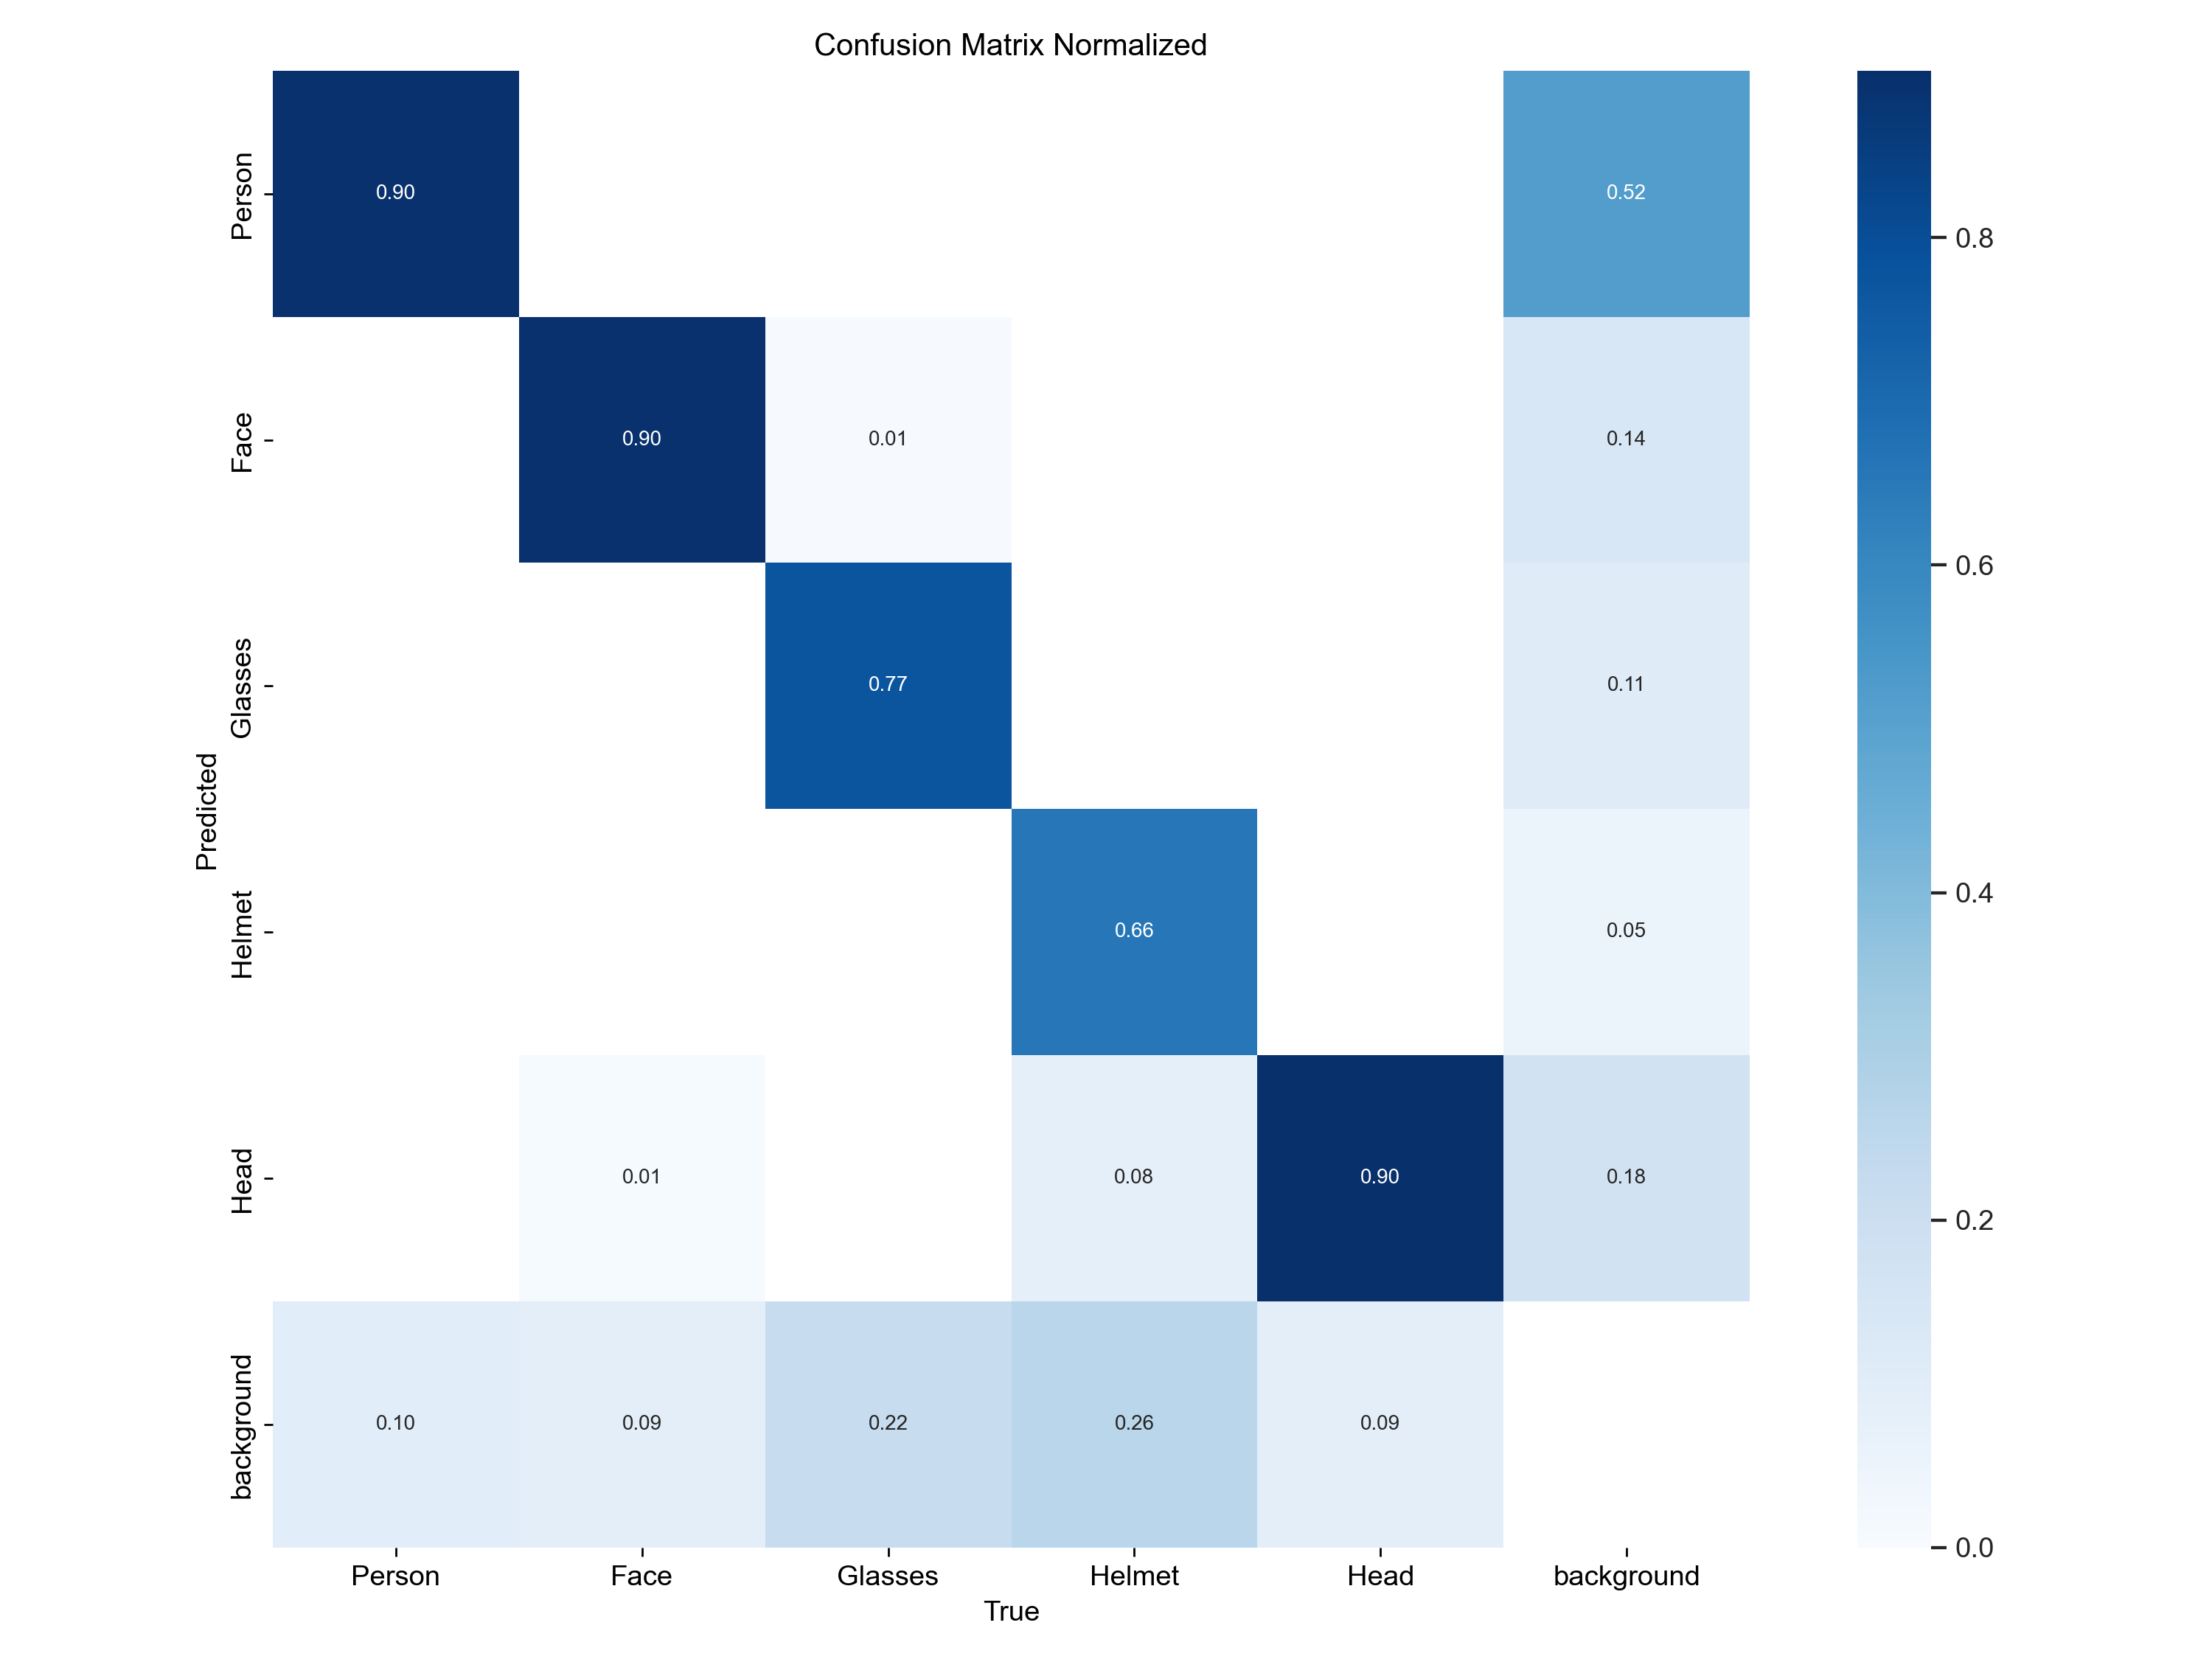 Confusion Matrix Normalized
Person 0.90 0.52
Face 0.90 0.01 0.14
Glasses 0.77 0.11
Helmet 0.66 0.05
Head 0.01 0.08 0.90 0.18
background 0.10 0.09 0.22 0.26 0.09
Predicted
Person Face Glasses Helmet Head background
True
0.8
0.6
0.4
0.2
0.0